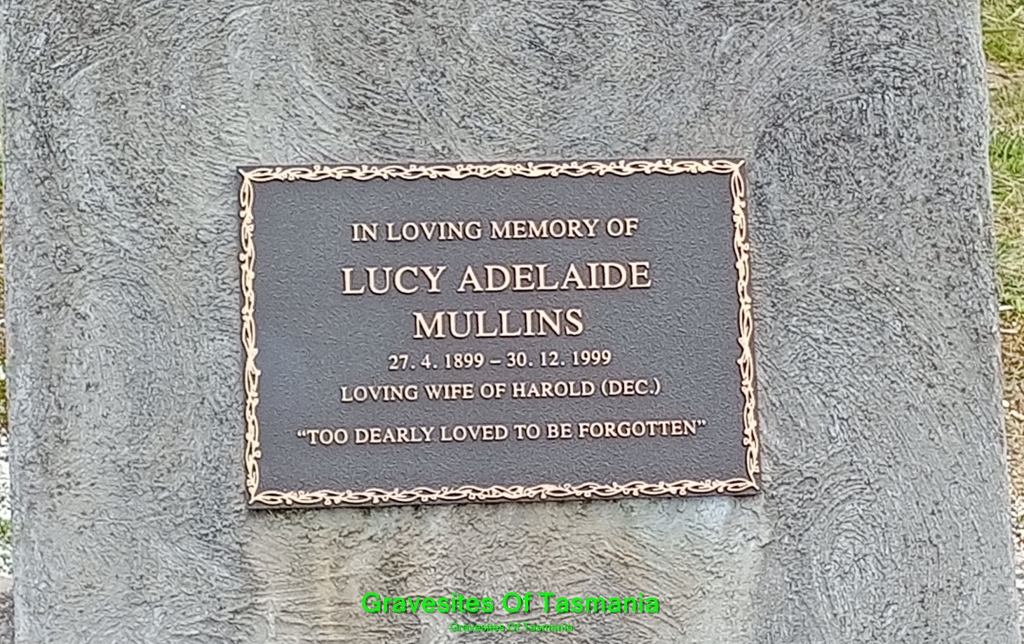 IN LOVING MEMORY OF
LUCY ADELAIDE
MULLINS
27. 4. 1899 – 30. 12. 1999
LOVING WIFE OF HAROLD (DEC.)
“TOO DEARLY LOVED TO BE FORGOTTEN”
Gravesites Of Tasmania
Gravesites Of Tasmania